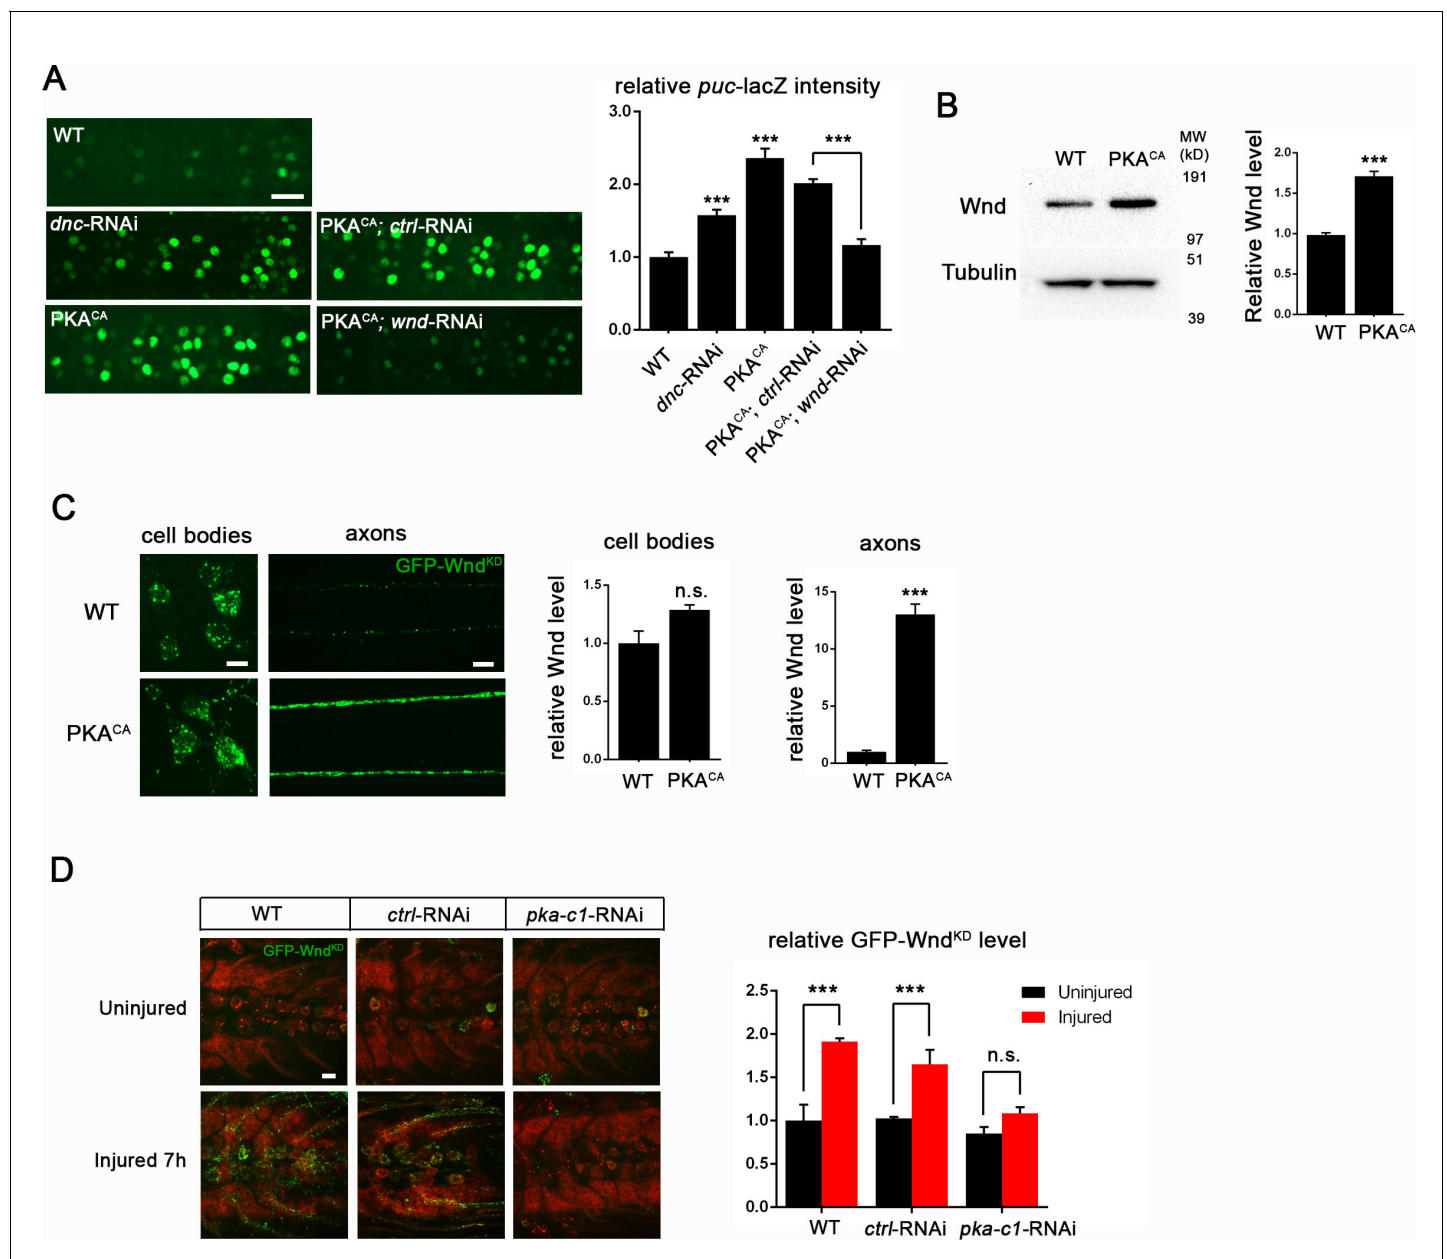 A
WT
dnc-RNAi
PKACA; ctrl-RNAi
PKACA
PKACA; wnd-RNAi
relative puc-lacZ intensity
3.0
2.0
1.0
0.0
***
***
***
WT
dnc-RNAi
PKACA
PKACA; ctrl-RNAi
PKACA; wnd-RNAi
B
WT PKACA
MW
(kD)
191
Wnd
97
51
Tubulin
39
Relative Wnd level
2.0
1.5
1.0
0.5
0.0
***
WT PKACA
C
cell bodies axons
GFP-WndKD
WT
PKACA
cell bodies
relative Wnd level
1.5
1.0
0.5
0.0
n.s.
WT PKACA
axons
relative Wnd level
15
10
5
0
***
WT PKACA
D
WT ctrl-RNAi pka-c1-RNAi
GFP-WndKD
Uninjured
Injured 7h
relative GFP-WndKD level
2.5
2.0
1.5
1.0
0.5
0.0
***
***
n.s.
Uninjured
Injured
WT ctrl-RNAi pka-c1-RNAi